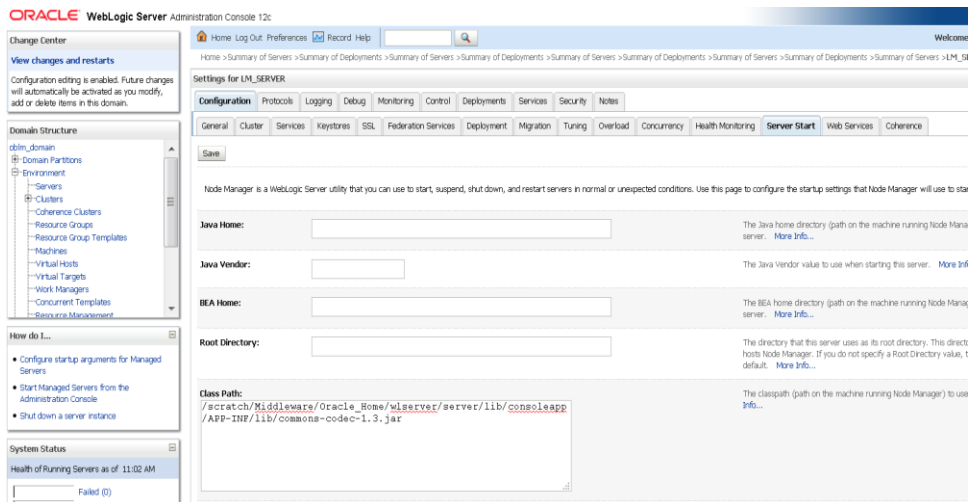 ORACLE WebLogic Server Administration Console 12c
Change Center
View changes and restarts
Configuration editing is enabled. Future changes
will automatically be activated as you modify,
add or delete items in this domain.
Domain Structure
oblm_domain
Domain Partitions
Environment
Servers
Clusters
Coherence Clusters
Resource Groups
Resource Group Templates
Machines
Virtual Hosts
Virtual Targets
Work Managers
Concurrent Templates
Resource Management
How do I...
Configure startup arguments for Managed
Servers
Start Managed Servers from the
Administration Console
Shut down a server instance
System Status
Health of Running Servers as of 11:02 AM
Failed (0)
Home Log Out Preferences Record Help
Welcome
Home >Summary of Servers >Summary of Deployments >Summary of Servers >Summary of Deployments >Summary of Servers >Summary of Deployments >Summary of Servers >Summary of Deployments >Summary of Servers >LM_SE
Settings for LM_SERVER
Configuration Protocols Logging Debug Monitoring Control Deployments Services Security Notes
General Cluster Services Keystores SSL Federation Services Deployment Migration Tuning Overload Concurrency Health Monitoring Server Start Web Services Coherence
Save
Node Manager is a WebLogic Server utility that you can use to start, suspend, shut down, and restart servers in normal or unexpected conditions. Use this page to configure the startup settings that Node Manager will use to star
Java Home:
The Java home directory (path on the machine running Node Mana
server. More Info...
Java Vendor:
The Java Vendor value to use when starting this server. More Inf
BEA Home:
The BEA home directory (path on the machine running Node Manag
server. More Info...
Root Directory:
The directory that this server uses as its root directory. This directo
hosts Node Manager. If you do not specify a Root Directory value, t
default. More Info...
Class Path:
/scratch/Middleware/Oracle_Home/wlserver/server/lib/consoleapp
/APP-INF/lib/commons-codec-1.3.jar
The classpath (path on the machine running Node Manager) to use
Info...